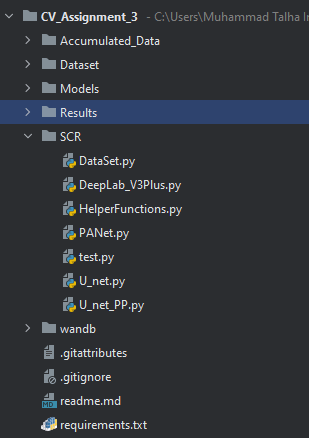 CV_Assignment_3 - C:\Users\Muhammad Talha Ir
Accumulated_Data
Dataset
Models
Results
SCR
DataSet.py
DeepLab_V3Plus.py
HelperFunctions.py
PANet.py
test.py
U_net.py
U_net_PP.py
wandb
.gitattributes
.gitignore
readme.md
requirements.txt